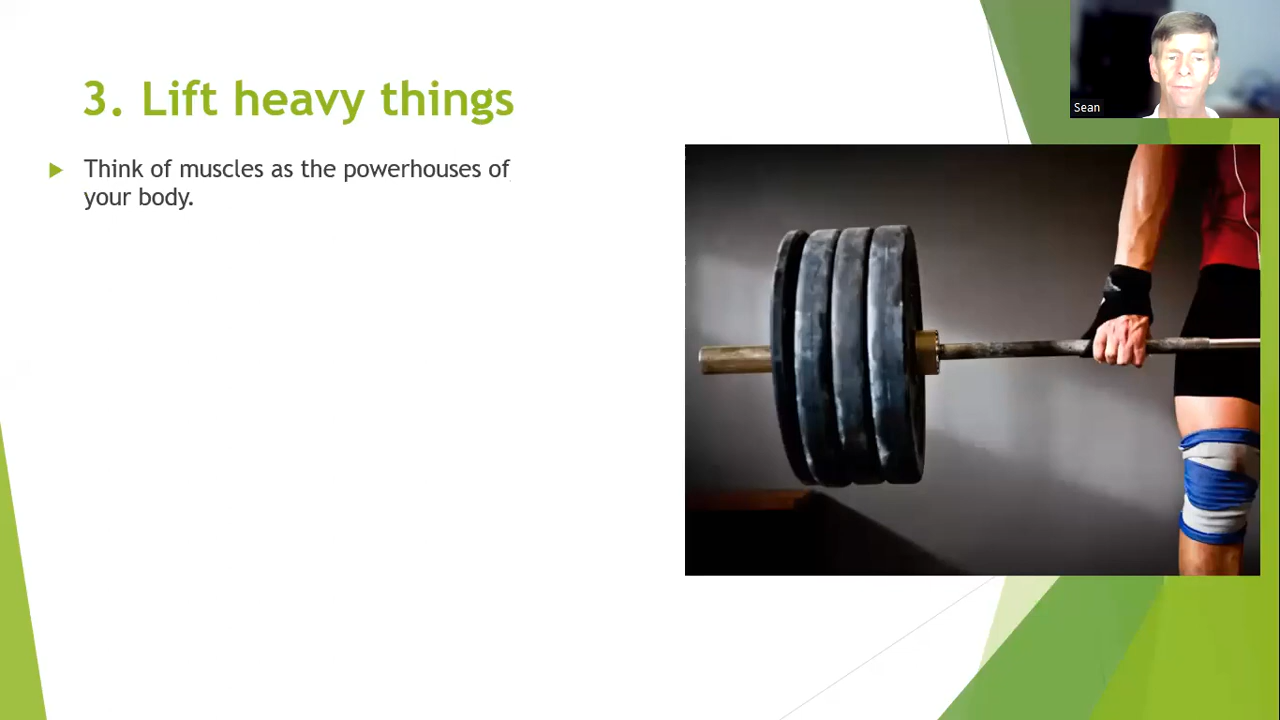 3. Lift heavy things
Think of muscles as the powerhouses of
your body.
Sean